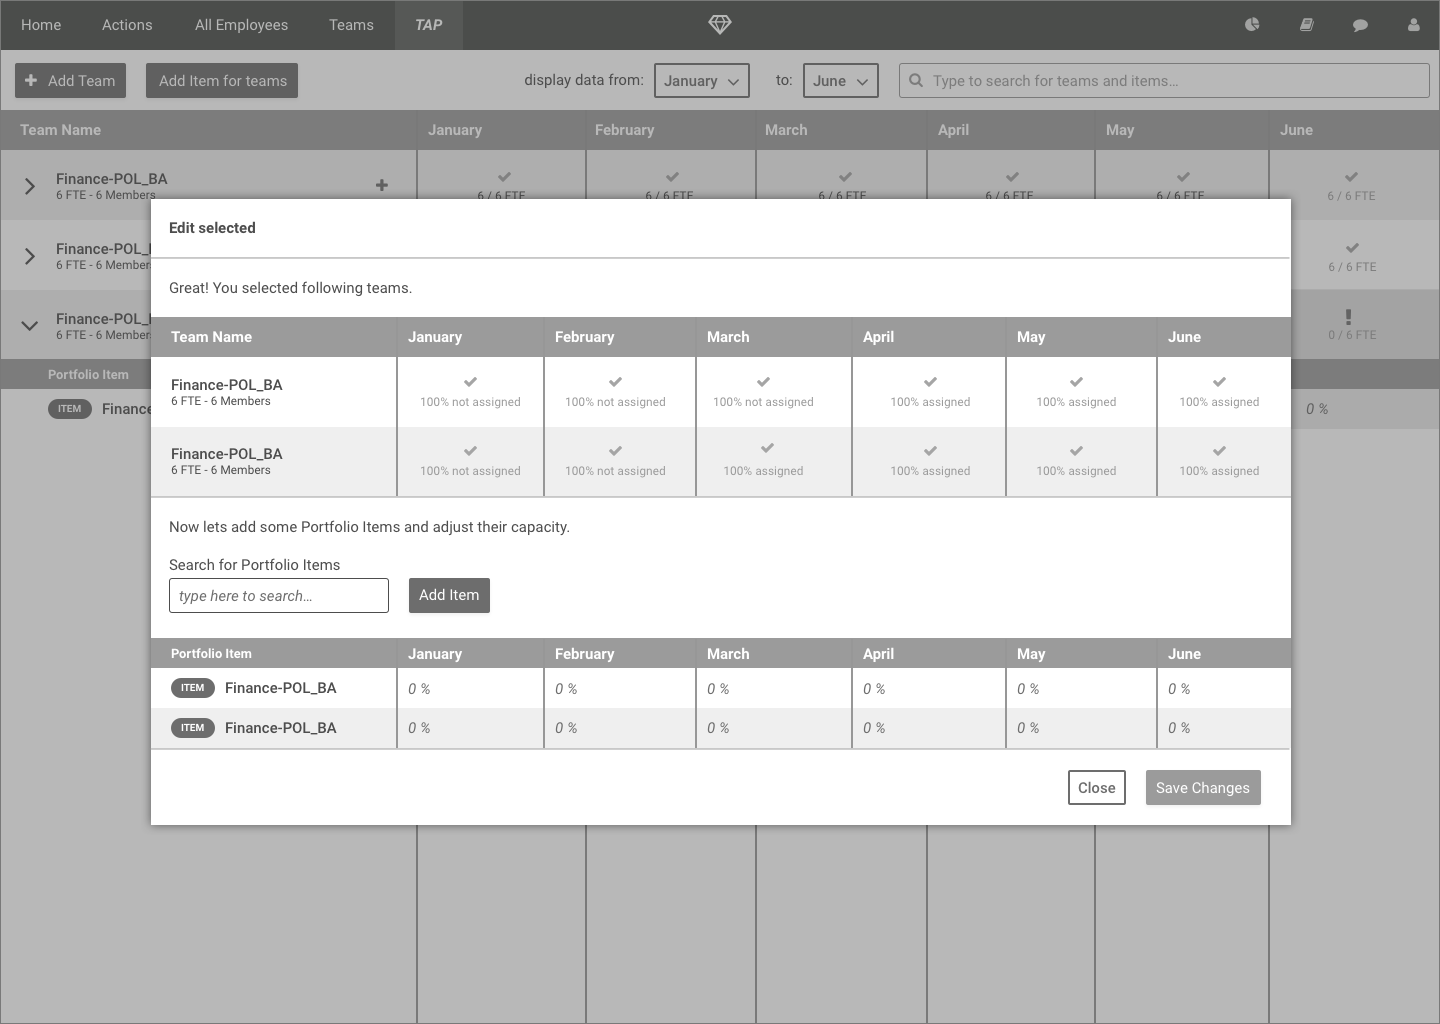 Home Actions All Employees Teams TAP
Add Team Add Item for teams display data from: January to: June Type to search for teams and items...
Team Name January February March April May June
Finance-POL_BA
6 FTE - 6 Members 6 / 6 FTE 6 / 6 FTE 6 / 6 FTE 6 / 6 FTE 6 / 6 FTE 6 / 6 FTE
Edit selected
Finance-POL_
6 FTE - 6 Member 6 / 6 FTE
Great! You selected following teams.
Finance-POL_
6 FTE - 6 Member 0 / 6 FTE
Team Name January February March April May June
Portfolio Item
Finance-POL_BA
6 FTE - 6 Members 100% not assigned 100% not assigned 100% not assigned 100% assigned 100% assigned 100% assigned
ITEM Finance 0 %
Finance-POL_BA
6 FTE - 6 Members 100% not assigned 100% not assigned 100% assigned 100% assigned 100% assigned 100% assigned
Now lets add some Portfolio Items and adjust their capacity.
Search for Portfolio Items
type here to search... Add Item
Portfolio Item January February March April May June
ITEM Finance-POL_BA 0 % 0 % 0 % 0 % 0 % 0 %
ITEM Finance-POL_BA 0 % 0 % 0 % 0 % 0 % 0 %
Close Save Changes